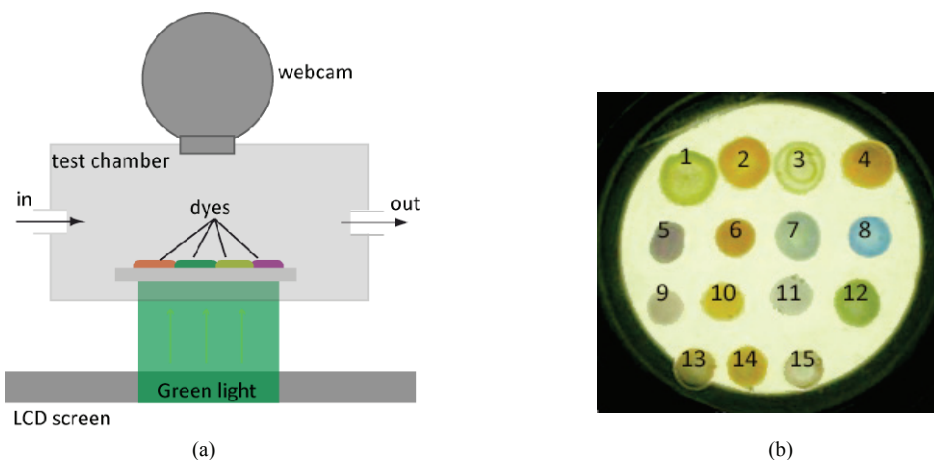 webcam
test chamber
in
out
dyes
Green light
LCD screen
(a)
1 2 3 4
5 6 7 8
9 10 11 12
13 14 15
(b)